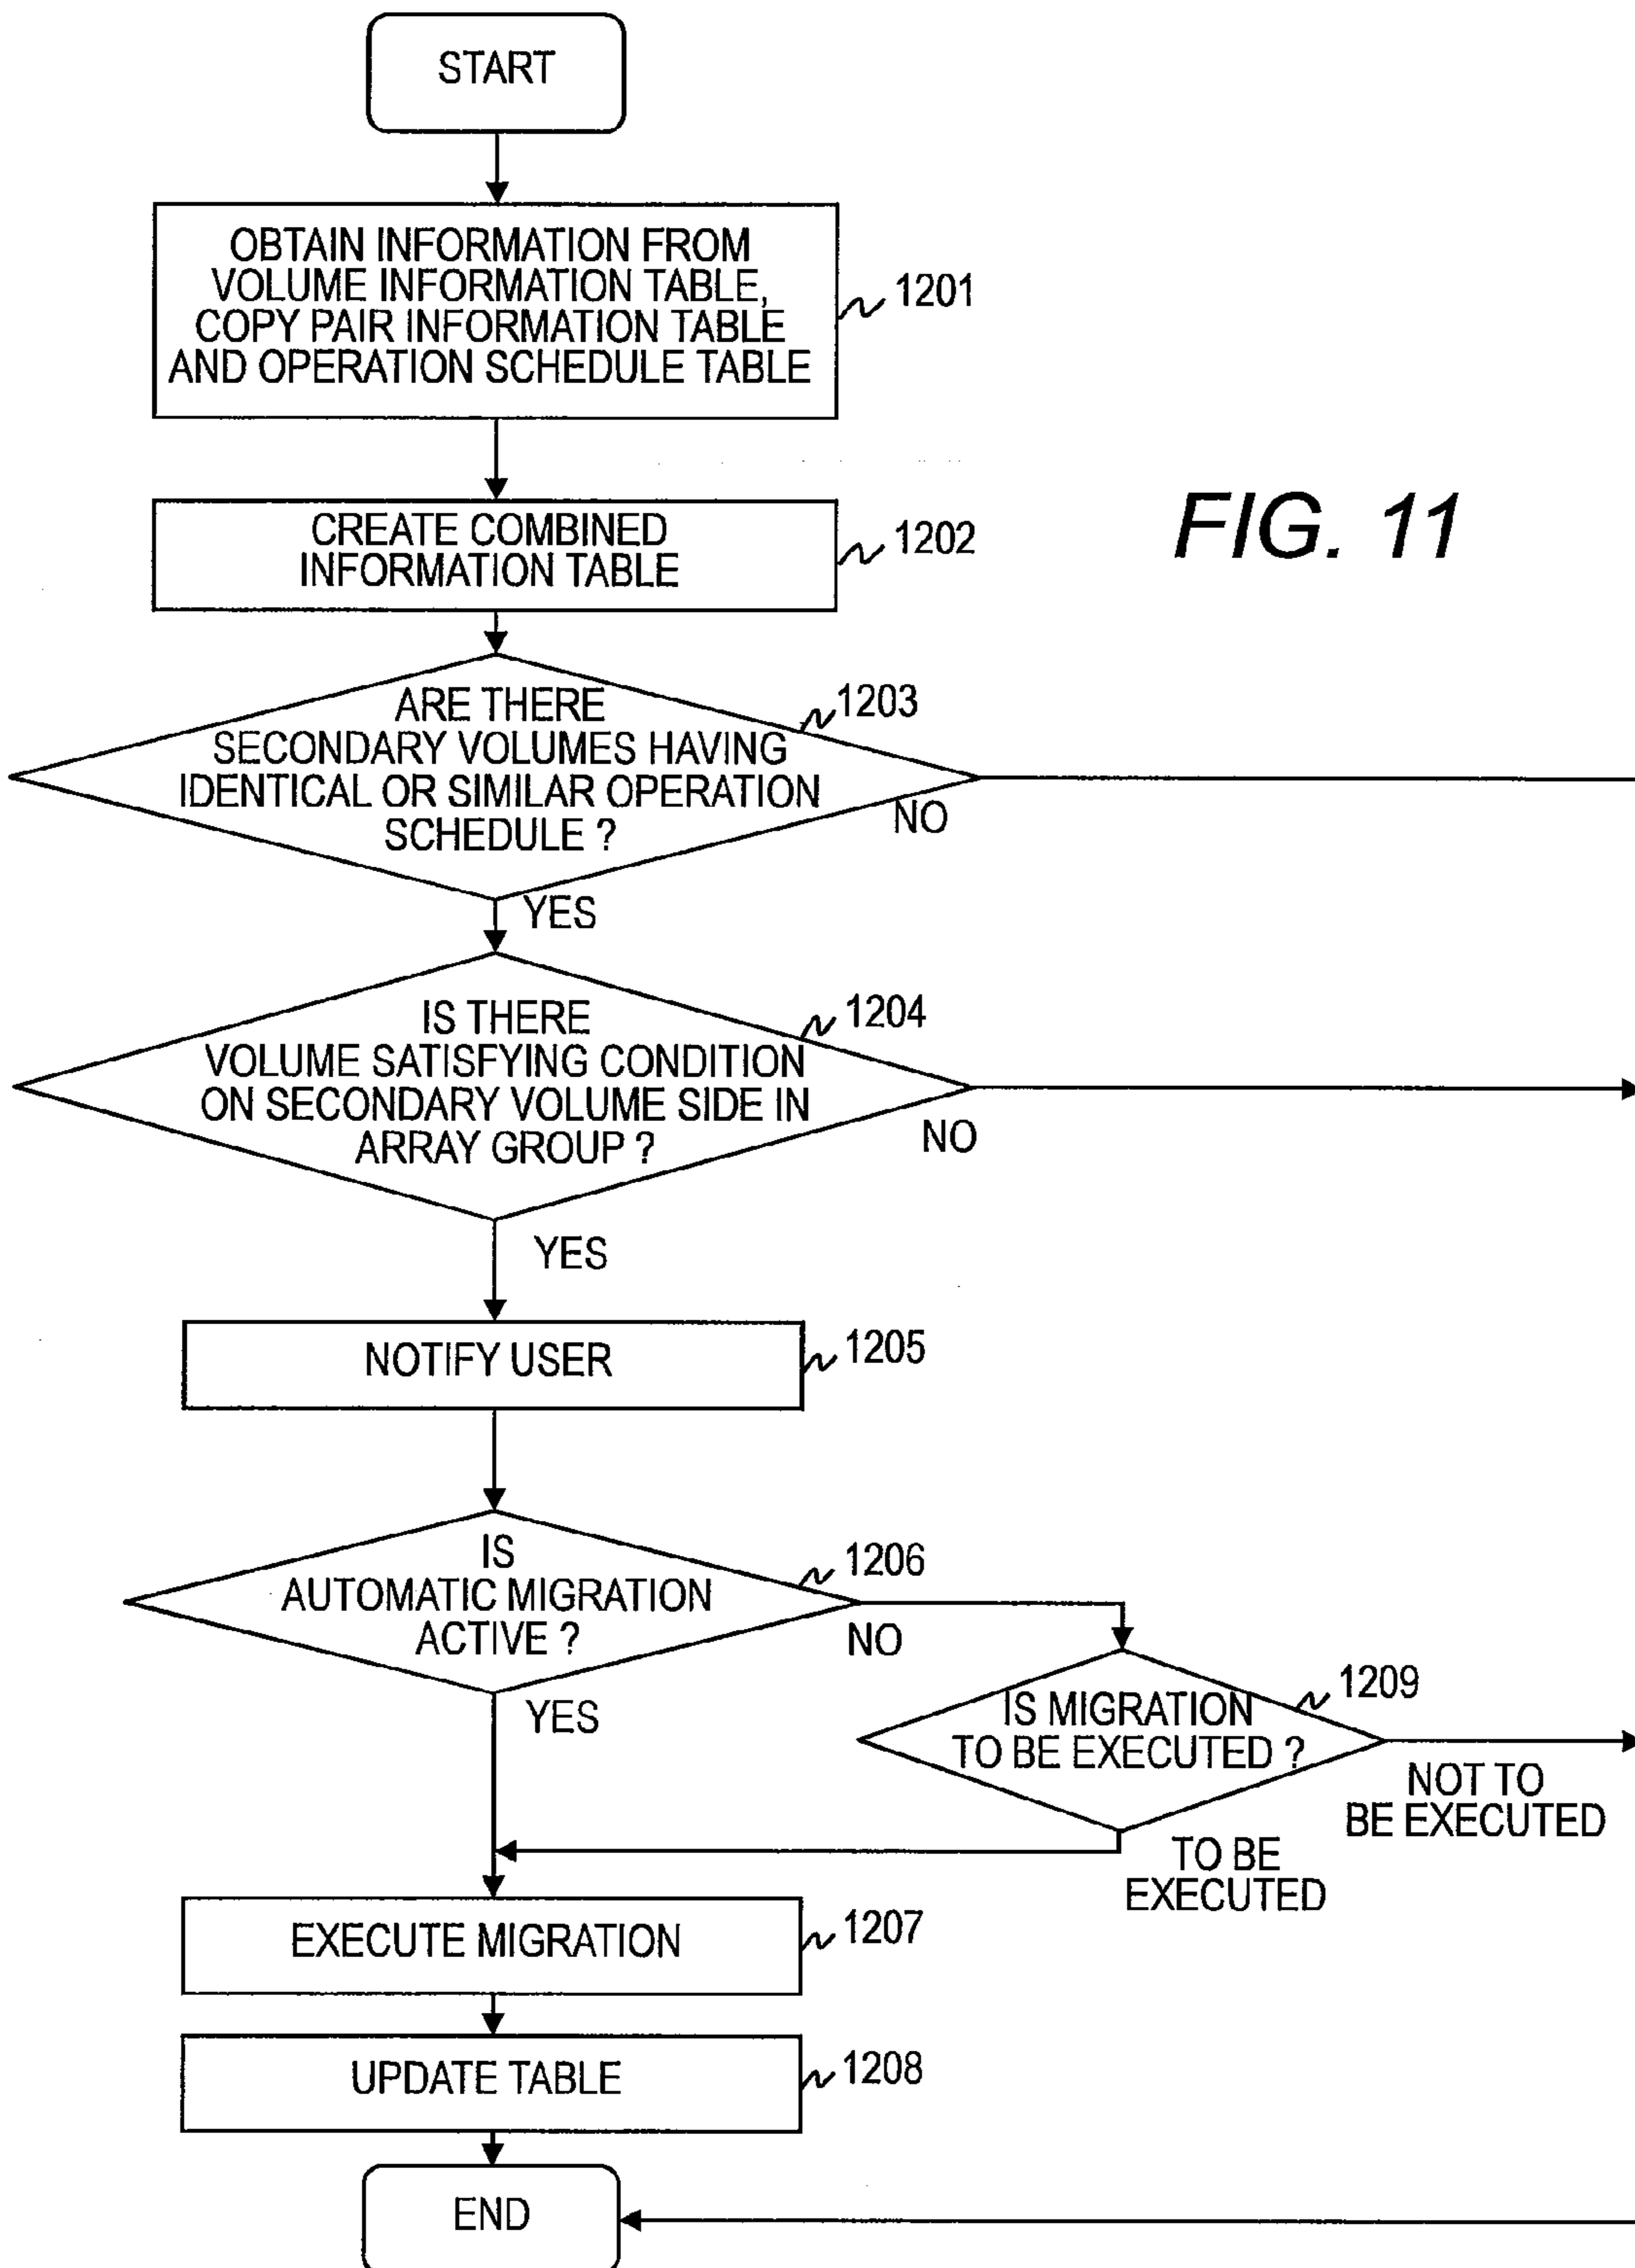 START
OBTAIN INFORMATION FROM
VOLUME INFORMATION TABLE,
COPY PAIR INFORMATION TABLE
AND OPERATION SCHEDULE TABLE
1201
CREATE COMBINED
INFORMATION TABLE
1202
FIG. 11
ARE THERE
SECONDARY VOLUMES HAVING
IDENTICAL OR SIMILAR OPERATION
SCHEDULE ?
1203
NO
YES
IS THERE
VOLUME SATISFYING CONDITION
ON SECONDARY VOLUME SIDE IN
ARRAY GROUP ?
1204
NO
YES
NOTIFY USER
1205
IS
AUTOMATIC MIGRATION
ACTIVE ?
1206
NO
YES
IS MIGRATION
TO BE EXECUTED ?
1209
NOT TO
BE EXECUTED
TO BE
EXECUTED
EXECUTE MIGRATION
1207
UPDATE TABLE
1208
END